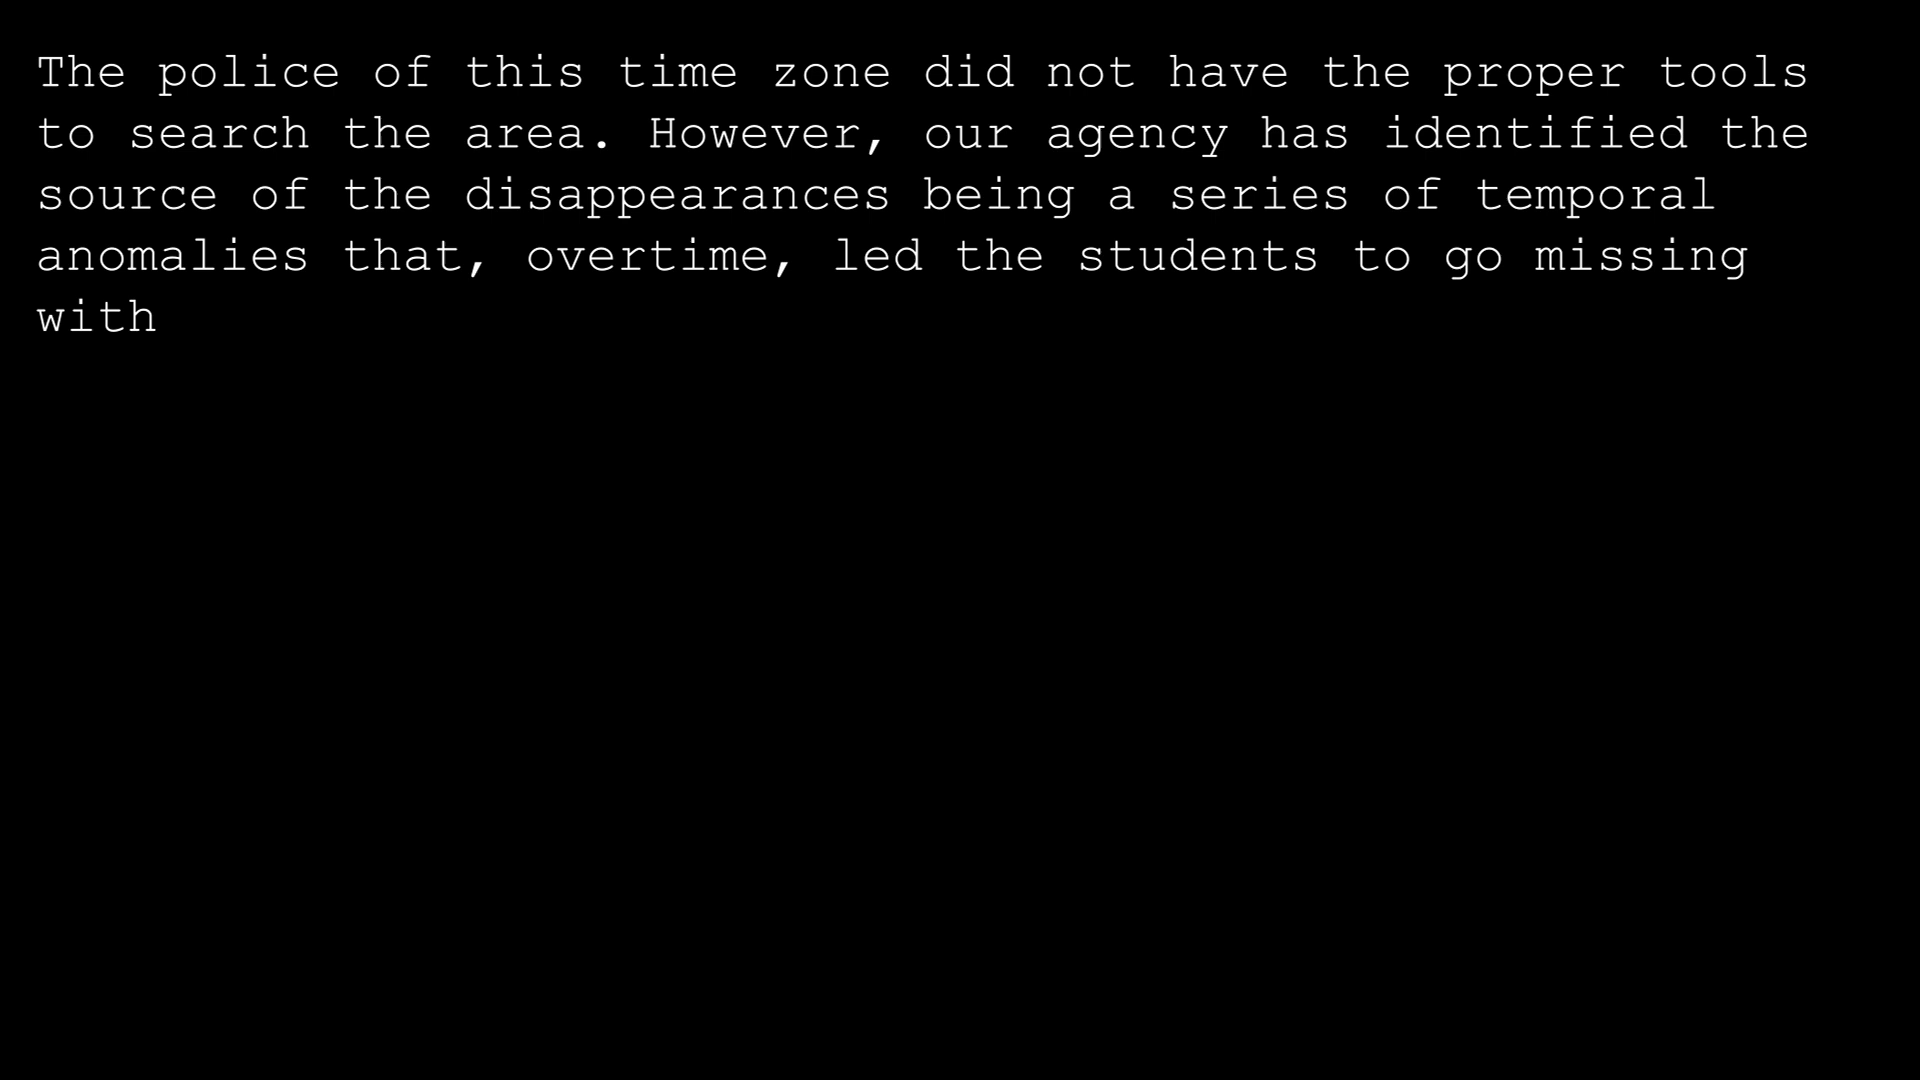 The police of this time zone did not have the proper tools
to search the area. However, our agency has identified the
source of the disappearances being a series of temporal
anomalies that, overtime, led the students to go missing
with